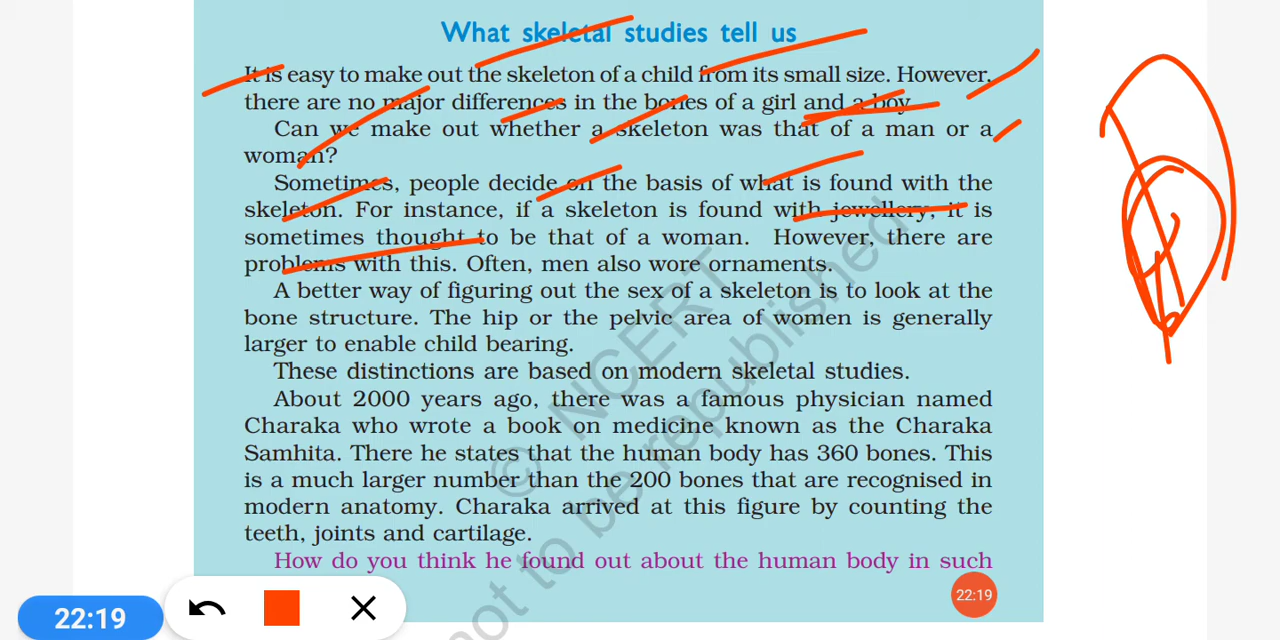 What skeletal studies tell us
It is easy to make out the skeleton of a child from its small size. However,
there are no major differences in the bones of a girl and a boy.
Can we make out whether a skeleton was that of a man or a
woman?
Sometimes, people decide on the basis of what is found with the
skeleton. For instance, if a skeleton is found with jewellery, it is
sometimes thought to be that of a woman. However, there are
problems with this. Often, men also wore ornaments.
A better way of figuring out the sex of a skeleton is to look at the
bone structure. The hip or the pelvic area of women is generally
larger to enable child bearing.
These distinctions are based on modern skeletal studies.
About 2000 years ago, there was a famous physician named
Charaka who wrote a book on medicine known as the Charaka
Samhita. There he states that the human body has 360 bones. This
is a much larger number than the 200 bones that are recognised in
modern anatomy. Charaka arrived at this figure by counting the
teeth, joints and cartilage.
How do you think he found out about the human body in such
© NCERT
not to be republished
22:19
22:19